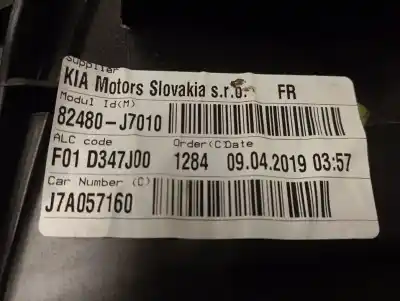 Supplier
KIA Motors Slovakia s.r.o. FR
Modul Id(M)
82480-J7010
ALC code Order(C)Date
F01 D347J00 1284 09.04.2019 03:57
Car Number (C)
J7A057160